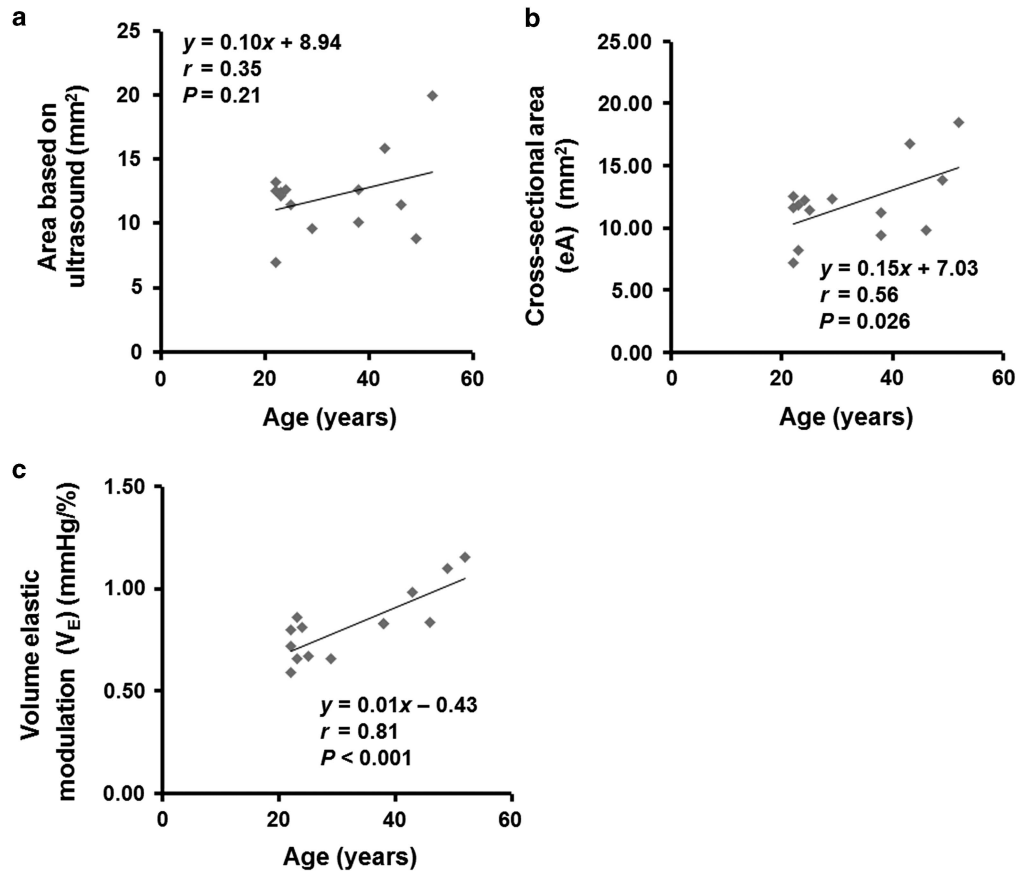 a
25
20
15
10
5
0
0 20 40 60
Area based on
ultrasound (mm²)
y = 0.10x + 8.94
r = 0.35
P = 0.21
Age (years)
b
25.00
20.00
15.00
10.00
5.00
0.00
0 20 40 60
Cross-sectional area
(eA) (mm²)
y = 0.15x + 7.03
r = 0.56
P = 0.026
Age (years)
c
1.50
1.00
0.50
0.00
0 20 40 60
Volume elastic
modulation (VE) (mmHg/%)
y = 0.01x – 0.43
r = 0.81
P < 0.001
Age (years)